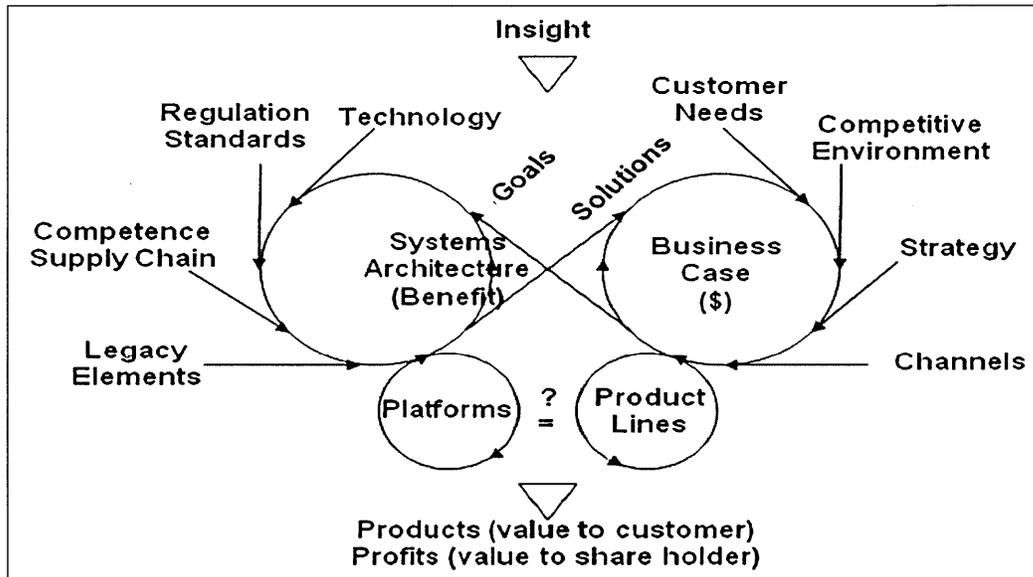 Insight
Regulation
Standards
Technology
Customer
Needs
Competitive
Environment
Goals
Solutions
Competence
Supply Chain
Systems
Architecture
(Benefit)
Business
Case
($)
Strategy
Legacy
Elements
Channels
Platforms
?
=
Product
Lines
Products (value to customer)
Profits (value to share holder)